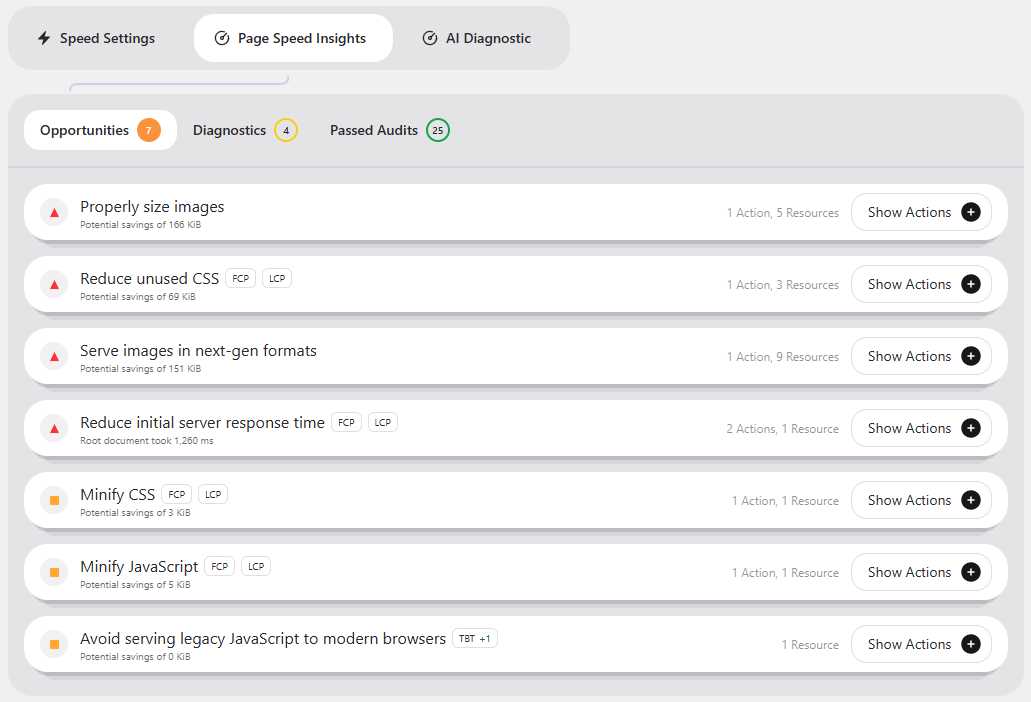 Speed Settings
Page Speed Insights
AI Diagnostic
Opportunities 7
Diagnostics 4
Passed Audits 25
Properly size images
Potential savings of 166 KiB
1 Action, 5 Resources
Show Actions
Reduce unused CSS FCP LCP
Potential savings of 69 KiB
1 Action, 3 Resources
Show Actions
Serve images in next-gen formats
Potential savings of 151 KiB
1 Action, 9 Resources
Show Actions
Reduce initial server response time FCP LCP
Root document took 1,260 ms
2 Actions, 1 Resource
Show Actions
Minify CSS FCP LCP
Potential savings of 3 KiB
1 Action, 1 Resource
Show Actions
Minify JavaScript FCP LCP
Potential savings of 5 KiB
1 Action, 1 Resource
Show Actions
Avoid serving legacy JavaScript to modern browsers TBT +1
Potential savings of 0 KiB
1 Resource
Show Actions